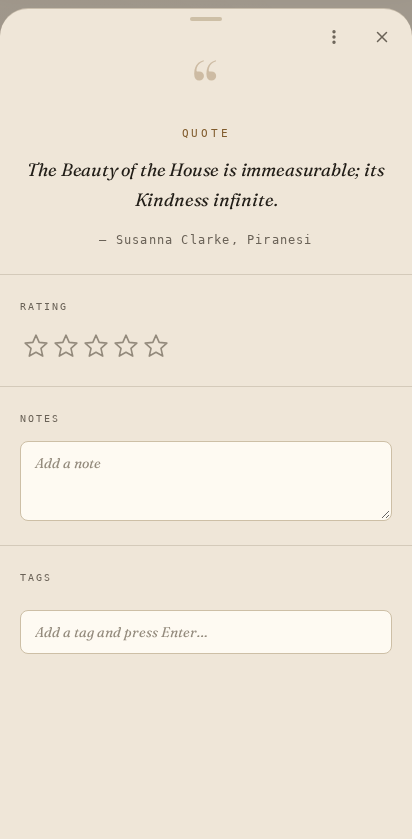 “
QUOTE
The Beauty of the House is immeasurable; its
Kindness infinite.
— Susanna Clarke, Piranesi
RATING
NOTES
Add a note
TAGS
Add a tag and press Enter...